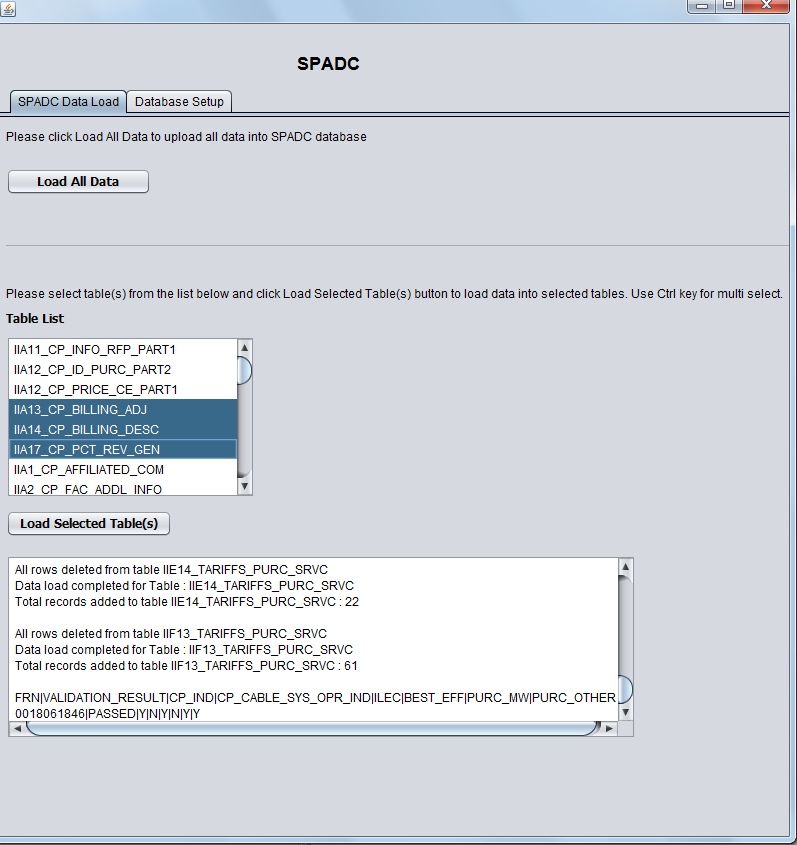 SPADC
SPADC Data Load
Database Setup
Please click Load All Data to upload all data into SPADC database
Load All Data
Please select table(s) from the list below and click Load Selected Table(s) button to load data into selected tables. Use Ctrl key for multi select.
Table List
IIA11_CP_INFO_RFP_PART1
IIA12_CP_ID_PURC_PART2
IIA12_CP_PRICE_CE_PART1
IIA13_CP_BILLING_ADJ
IIA14_CP_BILLING_DESC
IIA17_CP_PCT_REV_GEN
IIA1_CP_AFFILIATED_COM
IIA2_CP_FAC_ADDL_INFO
Load Selected Table(s)
All rows deleted from table IIE14_TARIFFS_PURC_SRVC
Data load completed for Table : IIE14_TARIFFS_PURC_SRVC
Total records added to table IIE14_TARIFFS_PURC_SRVC : 22
All rows deleted from table IIF13_TARIFFS_PURC_SRVC
Data load completed for Table : IIF13_TARIFFS_PURC_SRVC
Total records added to table IIF13_TARIFFS_PURC_SRVC : 61
FRN|VALIDATION_RESULT|CP_IND|CP_CABLE_SYS_OPR_IND|ILEC|BEST_EFF|PURC_MW|PURC_OTHER
0018061846|PASSED|Y|N|Y|N|Y|Y